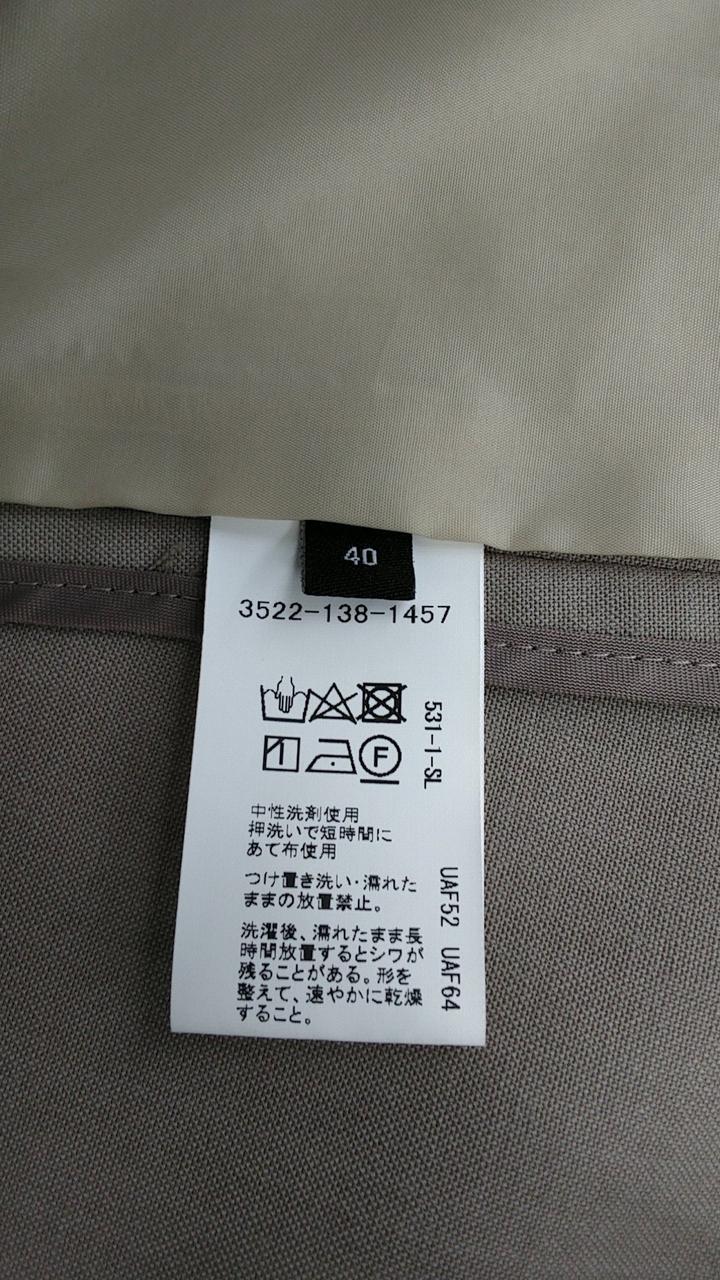 40
3522-138-1457
F
531-1-SL
中性洗剤使用
押洗いで短時間に
あて布使用
つけ置き洗い・濡れた
ままの放置禁止。
洗濯後、濡れたまま長
時間放置するとシワが
残ることがある。形を
整えて、速やかに乾燥
すること。
UAF52 UAF64